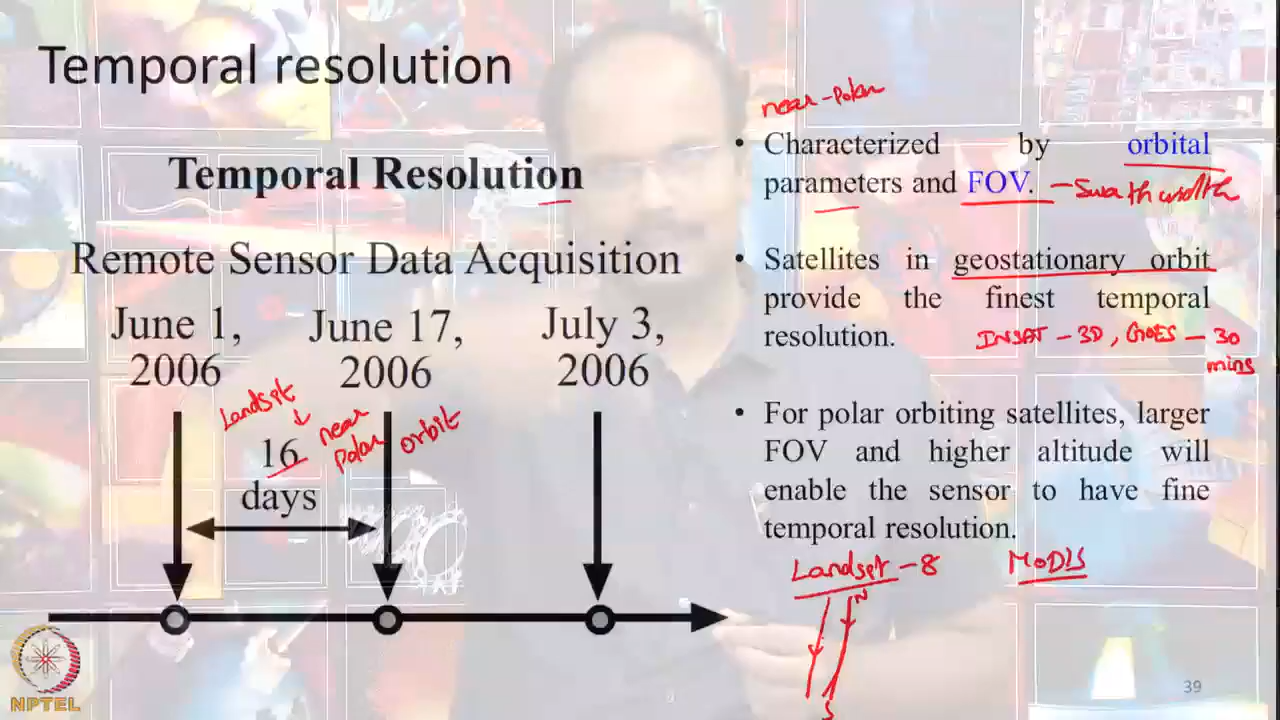 Temporal resolution
Temporal Resolution
Remote Sensor Data Acquisition
June 1, June 17, July 3,
2006 2006 2006
Landset
near
polar orbit
16
days
near-Polar
• Characterized by orbital
parameters and FOV. – Swath width
• Satellites in geostationary orbit
provide the finest temporal
resolution. INSAT – 3D, GOES – 30
mins
• For polar orbiting satellites, larger
FOV and higher altitude will
enable the sensor to have fine
temporal resolution.
Landset – 8 MODIS
N
S
39
NPTEL